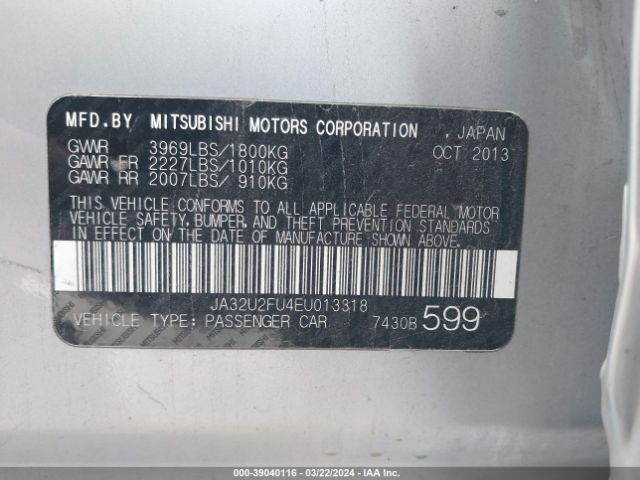 MFD.BY MITSUBISHI MOTORS CORPORATION , JAPAN
GVWR 3969LBS/1800KG OCT 2013
GAWR FR 2227LBS/1010KG
GAWR RR 2007LBS/ 910KG
THIS VEHICLE CONFORMS TO ALL APPLICABLE FEDERAL MOTOR
VEHICLE SAFETY, BUMPER, AND THEFT PREVENTION STANDARDS
IN EFFECT ON THE DATE OF MANUFACTURE SHOWN ABOVE.
JA32U2FU4EU013318
VEHICLE TYPE: PASSENGER CAR 7430B 599
000-39040116 - 03/22/2024 - IAA Inc.